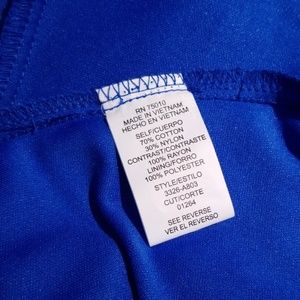 RN 75010
MADE IN VIETNAM
HECHO EN VIETNAM
SELF/CUERPO
70% COTTON
30% NYLON
CONTRAST/CONTRASTE
100% RAYON
LINING/FORRO
100% POLYESTER
STYLE/ESTILO
3326-A803
CUT/CORTE
01264
SEE REVERSE
VER EL REVERSO